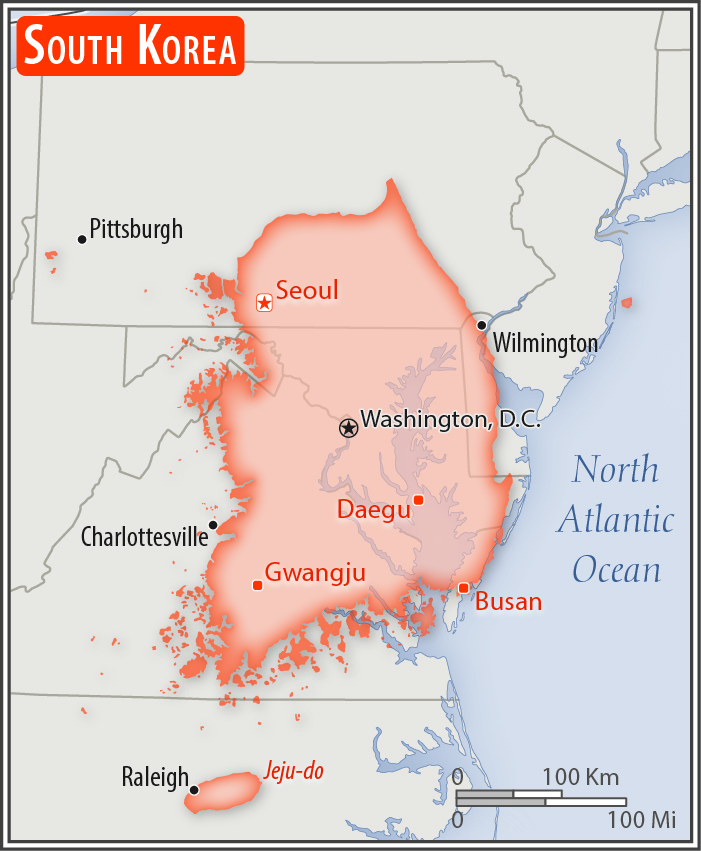 SOUTH KOREA
Pittsburgh
Seoul
Wilmington
Washington, D.C.
North
Atlantic
Ocean
Daegu
Charlottesville
Gwangju
Busan
Raleigh
Jeju-do
0 100 Km
0 100 Mi